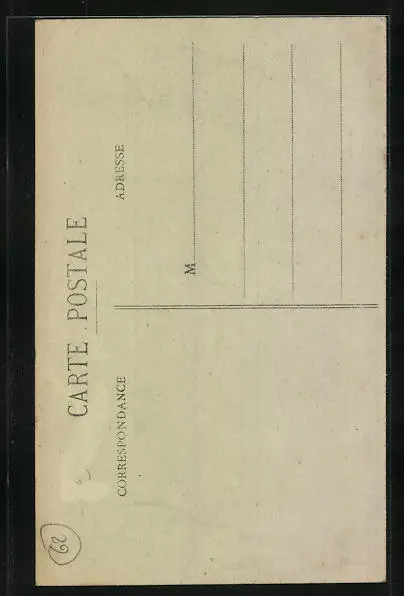 CARTE POSTALE
CORRESPONDANCE
ADRESSE
M
62